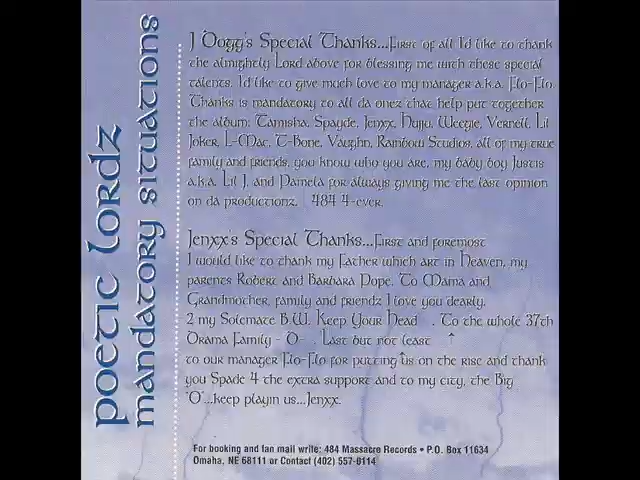 poetic lordz
mandatory situations
J Dogg's Special Thanks...First of all I'd like to thank
the almightly Lord above for blessing me with these special
talents. I'd like to give much love to my manager a.k.a. Flo-Flo.
Thanks is mandatory to all da onez that help put together
the album: Tamisha, Spayde, Jenxx, Hujju, Weegie, Vernell, Lil
Joker, L-Mac, T-Bone, Vaughn, Rainbow Studios, all of my true
family and friends, you know who you are, my baby boy Justis
a.k.a. Lil J. and Pamela for always giving me the last opinion
on da productionz. 484 4-ever.
Jenxx's Special Thanks...First and foremost
I would like to thank my Father which art in Heaven, my
parents Robert and Barbara Pope. To Mama and
Grandmother, family and friendz I love you dearly.
2 my Solemate B.W. Keep Your Head . To the whole 37th
Drama Family - "O" - . Last but not least ↑
to our manager Flo-Flo for putting us on the rise and thank
you Spade 4 the extra support and to my city, the Big
"O"...keep playin us...Jenxx.
For booking and fan mail write: 484 Massacre Records • P.O. Box 11634
Omaha, NE 68111 or Contact (402) 557-0114